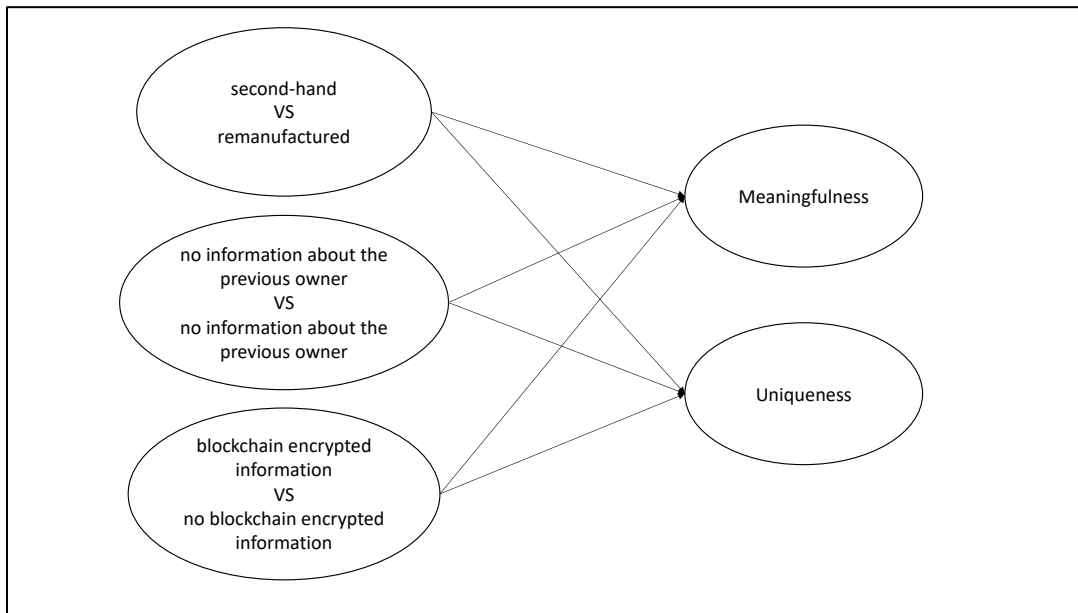 second-hand
VS
remanufactured
no information about the
previous owner
VS
no information about the
previous owner
blockchain encrypted
information
VS
no blockchain encrypted
information
Meaningfulness
Uniqueness